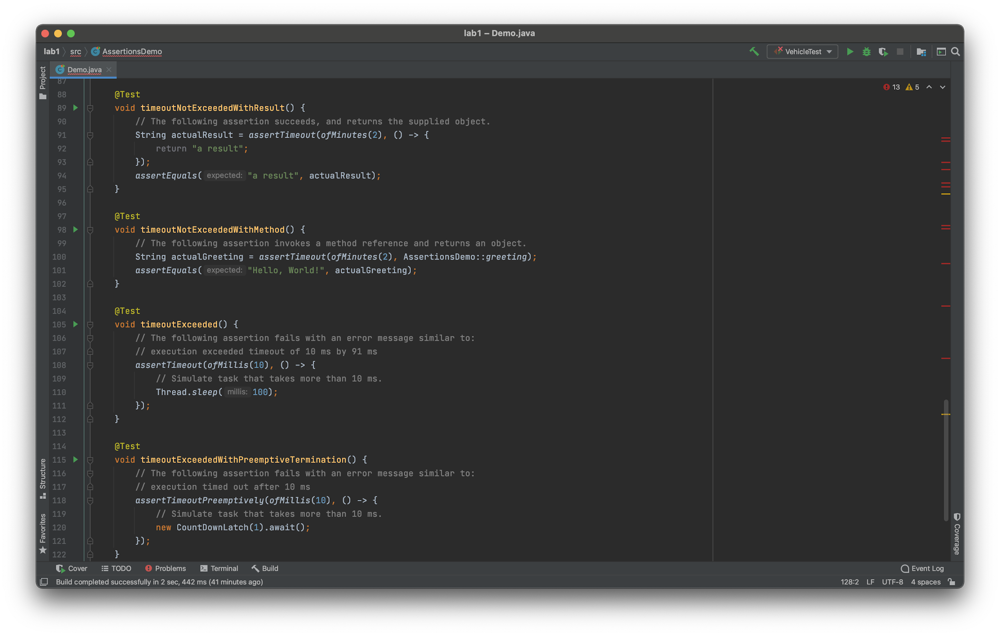 lab1 – Demo.java
lab1 src AssertionsDemo VehicleTest
Project
Demo.java
13 5
87
88 @Test
89 void timeoutNotExceededWithResult() {
90 // The following assertion succeeds, and returns the supplied object.
91 String actualResult = assertTimeout(ofMinutes(2), () -> {
92 return "a result";
93 });
94 assertEquals( expected: "a result", actualResult);
95 }
96
97 @Test
98 void timeoutNotExceededWithMethod() {
99 // The following assertion invokes a method reference and returns an object.
100 String actualGreeting = assertTimeout(ofMinutes(2), AssertionsDemo::greeting);
101 assertEquals( expected: "Hello, World!", actualGreeting);
102 }
103
104 @Test
105 void timeoutExceeded() {
106 // The following assertion fails with an error message similar to:
107 // execution exceeded timeout of 10 ms by 91 ms
108 assertTimeout(ofMillis(10), () -> {
109 // Simulate task that takes more than 10 ms.
110 Thread.sleep( millis: 100);
111 });
112 }
113
114 @Test
115 void timeoutExceededWithPreemptiveTermination() {
116 // The following assertion fails with an error message similar to:
117 // execution timed out after 10 ms
118 assertTimeoutPreemptively(ofMillis(10), () -> {
119 // Simulate task that takes more than 10 ms.
120 new CountDownLatch(1).await();
121 });
122 }
Structure
Favorites
Coverage
Cover TODO Problems Terminal Build Event Log
Build completed successfully in 2 sec, 442 ms (41 minutes ago) 128:2 LF UTF-8 4 spaces